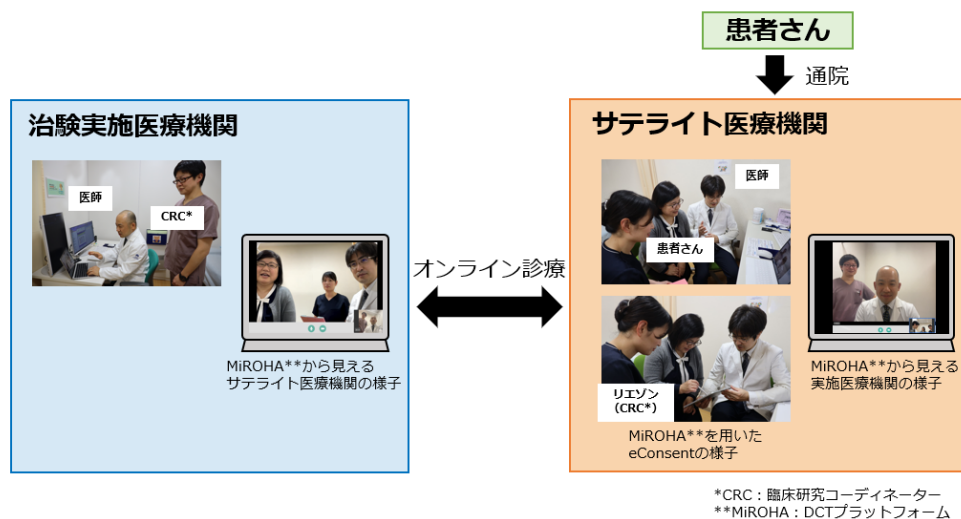 患者さん
通院
治験実施医療機関
医師
CRC*
MiROHA**から見える
サテライト医療機関の様子
オンライン診療
サテライト医療機関
医師
患者さん
リエゾン
(CRC*)
MiROHA**を用いた
eConsentの様子
MiROHA**から見える
実施医療機関の様子
*CRC：臨床研究コーディネーター
**MiROHA：DCTプラットフォーム